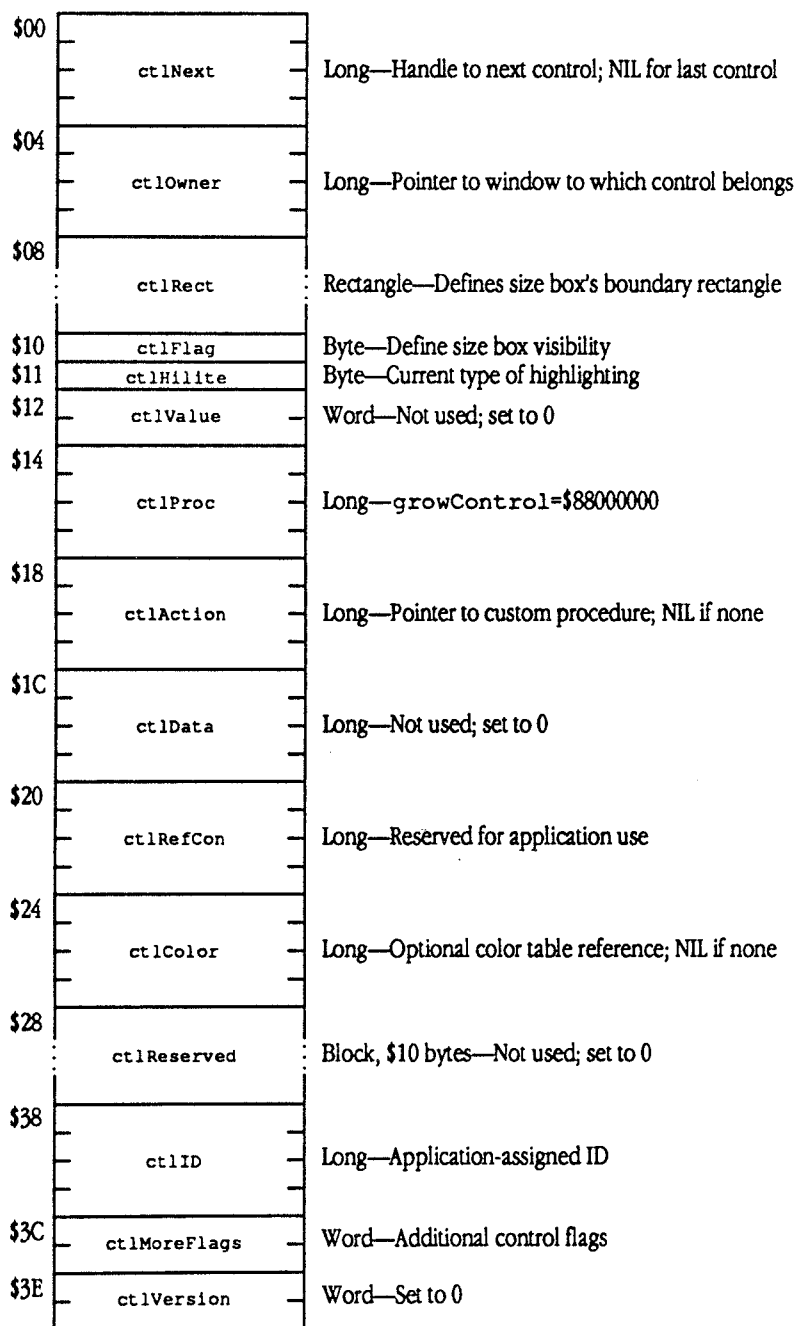 $00
ctlNext Long—Handle to next control; NIL for last control
$04
ctlOwner Long—Pointer to window to which control belongs
$08
ctlRect Rectangle—Defines size box's boundary rectangle
$10 ctlFlag Byte—Define size box visibility
$11 ctlHilite Byte—Current type of highlighting
$12
ctlValue Word—Not used; set to 0
$14
ctlProc Long—growControl=$88000000
$18
ctlAction Long—Pointer to custom procedure; NIL if none
$1C
ctlData Long—Not used; set to 0
$20
ctlRefCon Long—Reserved for application use
$24
ctlColor Long—Optional color table reference; NIL if none
$28
ctlReserved Block, $10 bytes—Not used; set to 0
$38
ctlID Long—Application-assigned ID
$3C
ctlMoreFlags Word—Additional control flags
$3E
ctlVersion Word—Set to 0